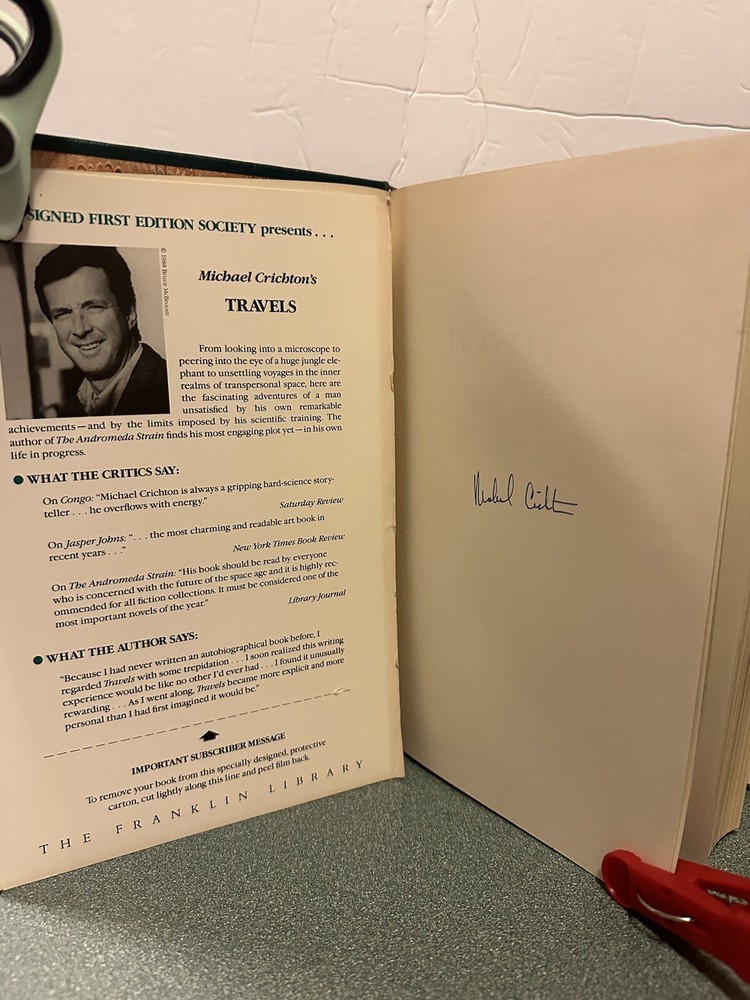 SIGNED FIRST EDITION SOCIETY presents . . .
© 1988 Bruce McBroom
Michael Crichton's
TRAVELS
From looking into a microscope to
peering into the eye of a huge jungle ele-
phant to unsettling voyages in the inner
realms of transpersonal space, here are
the fascinating adventures of a man
unsatisfied by his own remarkable
achievements—and by the limits imposed by his scientific training. The
author of The Andromeda Strain finds his most engaging plot yet—in his own
life in progress.
● WHAT THE CRITICS SAY:
On Congo: “Michael Crichton is always a gripping hard-science story-
teller . . . he overflows with energy.”
Saturday Review
On Jasper Johns: “. . . the most charming and readable art book in
recent years . . .”
New York Times Book Review
On The Andromeda Strain: “His book should be read by everyone
who is concerned with the future of the space age and it is highly rec-
ommended for all fiction collections. It must be considered one of the
most important novels of the year.”
Library Journal
● WHAT THE AUTHOR SAYS:
“Because I had never written an autobiographical book before, I
regarded Travels with some trepidation . . . I soon realized this writing
experience would be like no other I'd ever had . . . I found it unusually
rewarding . . . As I went along, Travels became more explicit and more
personal than I had first imagined it would be.”
IMPORTANT SUBSCRIBER MESSAGE
To remove your book from this specially designed, protective
carton, cut lightly along this line and peel film back.
THE FRANKLIN LIBRARY
TRAVELS
Michael Crichton